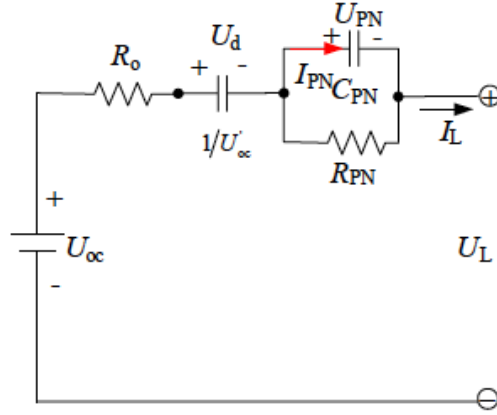 U_PN
U_d
+ -
R_o
+ -
I_PN C_PN
1/U'_oc
I_L
+
R_PN
+
U_oc
U_L
-
−